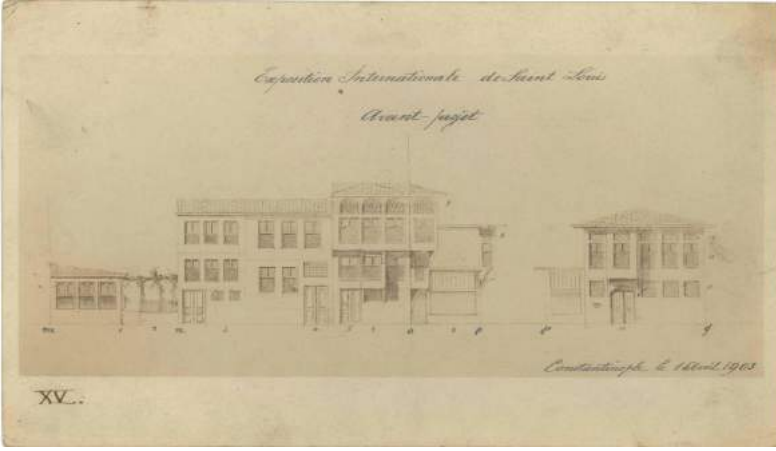 Exposition Internationale de Saint Louis
Avant-projet
Constantinople le 1 Avril 1903
XV.